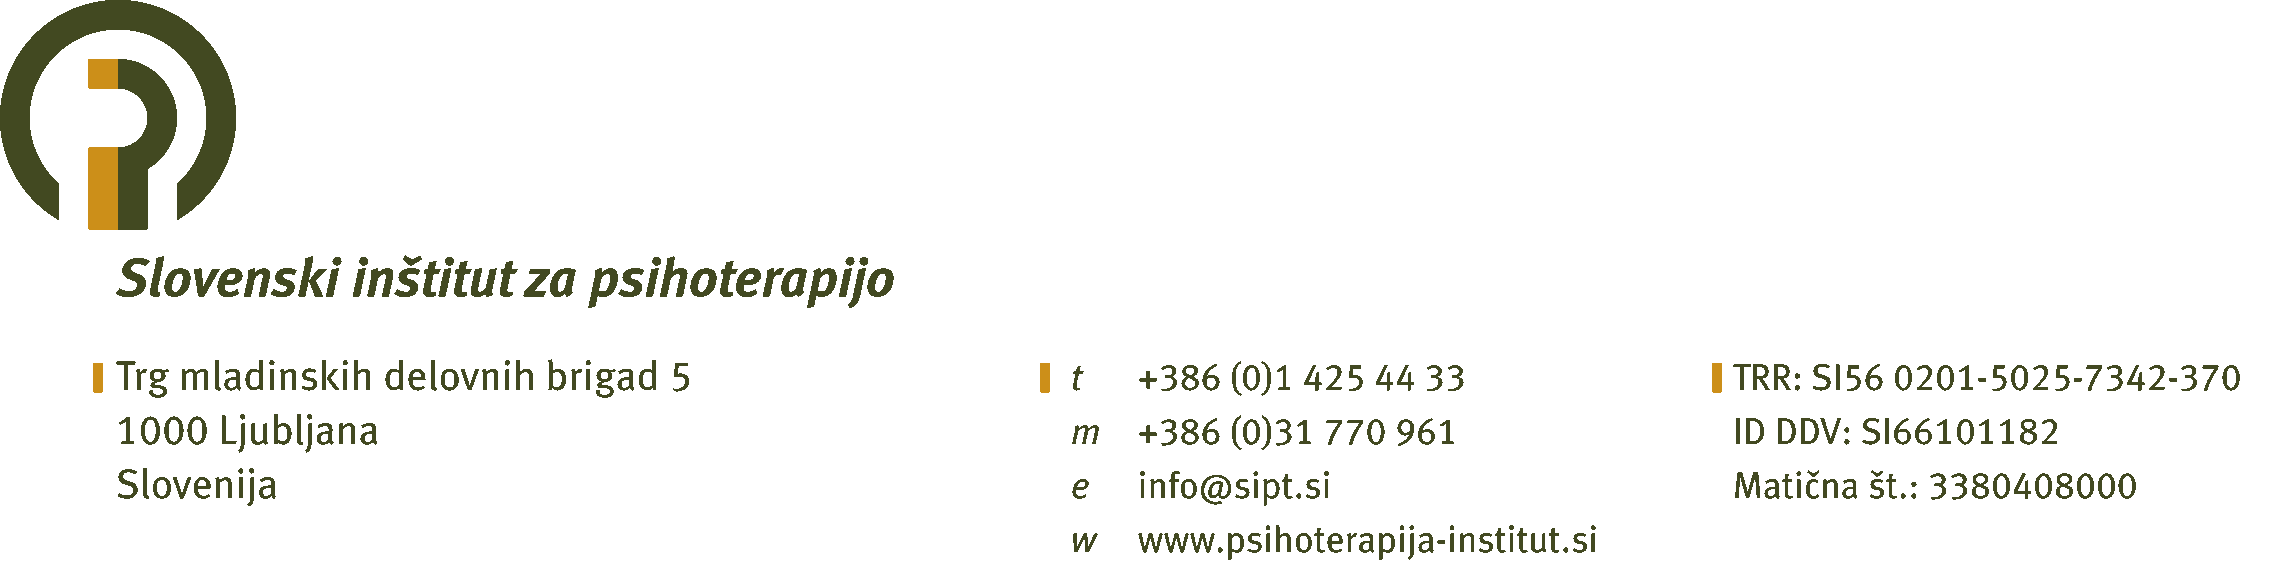 Slovenski inštitut za psihoterapijo
Trg mladinskih delovnih brigad 5
1000 Ljubljana
Slovenija
t +386 (0)1 425 44 33
m +386 (0)31 770 961
e info@sipt.si
w www.psihoterapija-institut.si
TRR: SI56 0201-5025-7342-370
ID DDV: SI66101182
Matična št.: 3380408000